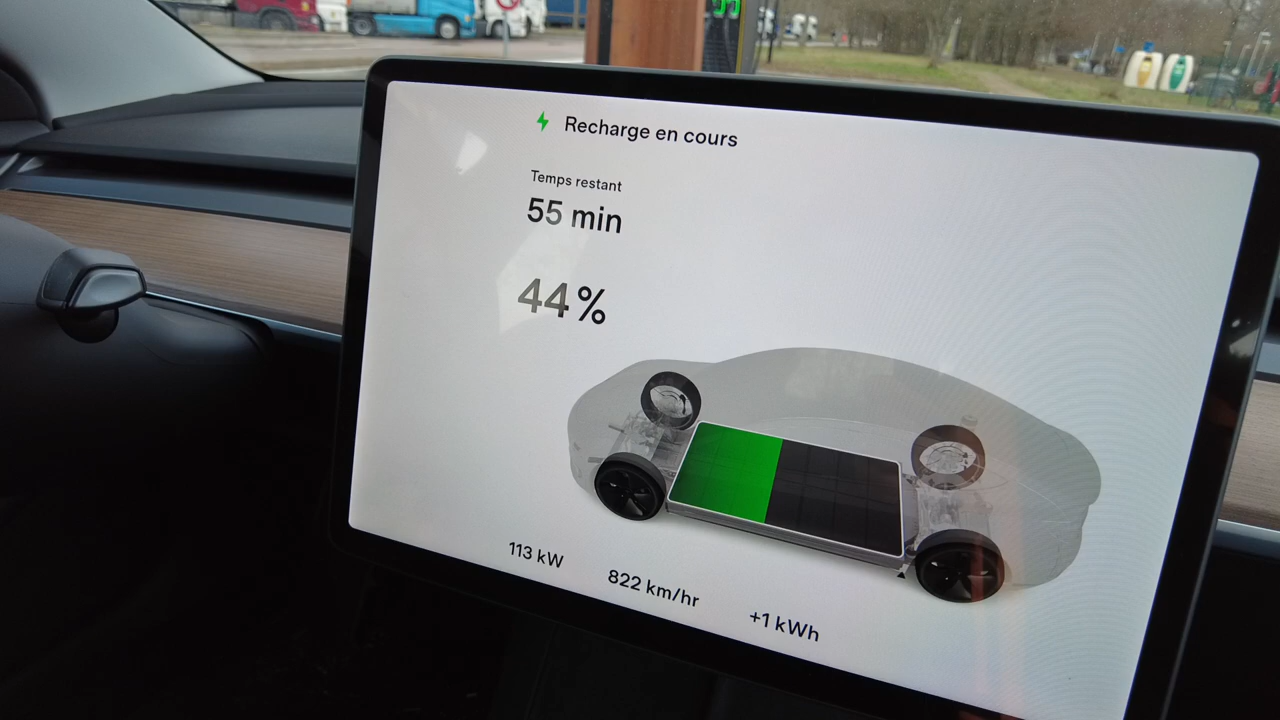 Recharge en cours
Temps restant
55 min
44%
113 kW
822 km/hr
+1 kWh